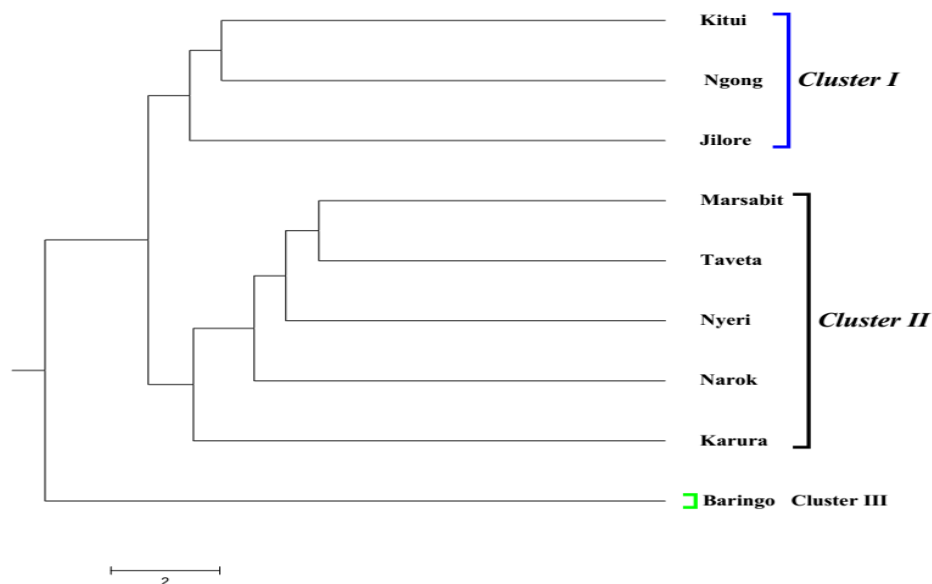 Kitui
Ngong
Cluster I
Jilore
Marsabit
Taveta
Nyeri
Cluster II
Narok
Karura
Baringo Cluster III
2